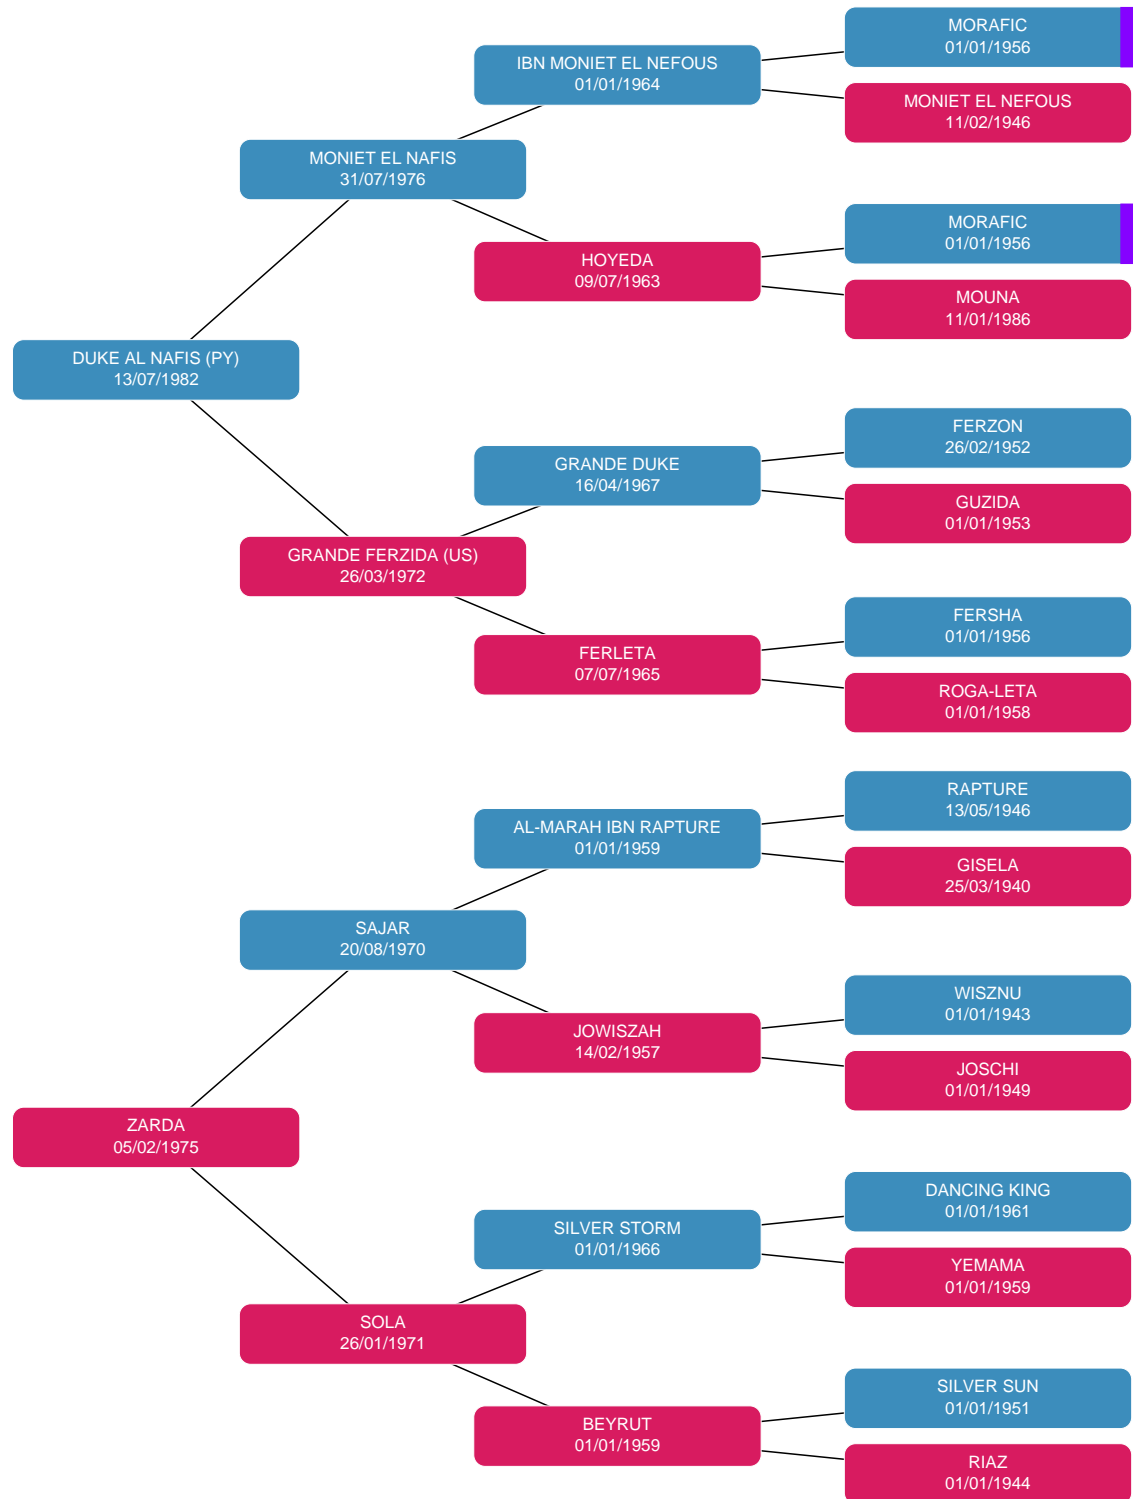 MORAFIC
01/01/1956
IBN MONIET EL NEFOUS
01/01/1964
MONIET EL NEFOUS
11/02/1946
MONIET EL NAFIS
31/07/1976
MORAFIC
01/01/1956
HOYEDA
09/07/1963
MOUNA
11/01/1986
DUKE AL NAFIS (PY)
13/07/1982
FERZON
26/02/1952
GRANDE DUKE
16/04/1967
GUZIDA
01/01/1953
GRANDE FERZIDA (US)
26/03/1972
FERSHA
01/01/1956
FERLETA
07/07/1965
ROGA-LETA
01/01/1958
RAPTURE
13/05/1946
AL-MARAH IBN RAPTURE
01/01/1959
GISELA
25/03/1940
SAJAR
20/08/1970
WISZNU
01/01/1943
JOWISZAH
14/02/1957
JOSCHI
01/01/1949
ZARDA
05/02/1975
DANCING KING
01/01/1961
SILVER STORM
01/01/1966
YEMAMA
01/01/1959
SOLA
26/01/1971
SILVER SUN
01/01/1951
BEYRUT
01/01/1959
RIAZ
01/01/1944